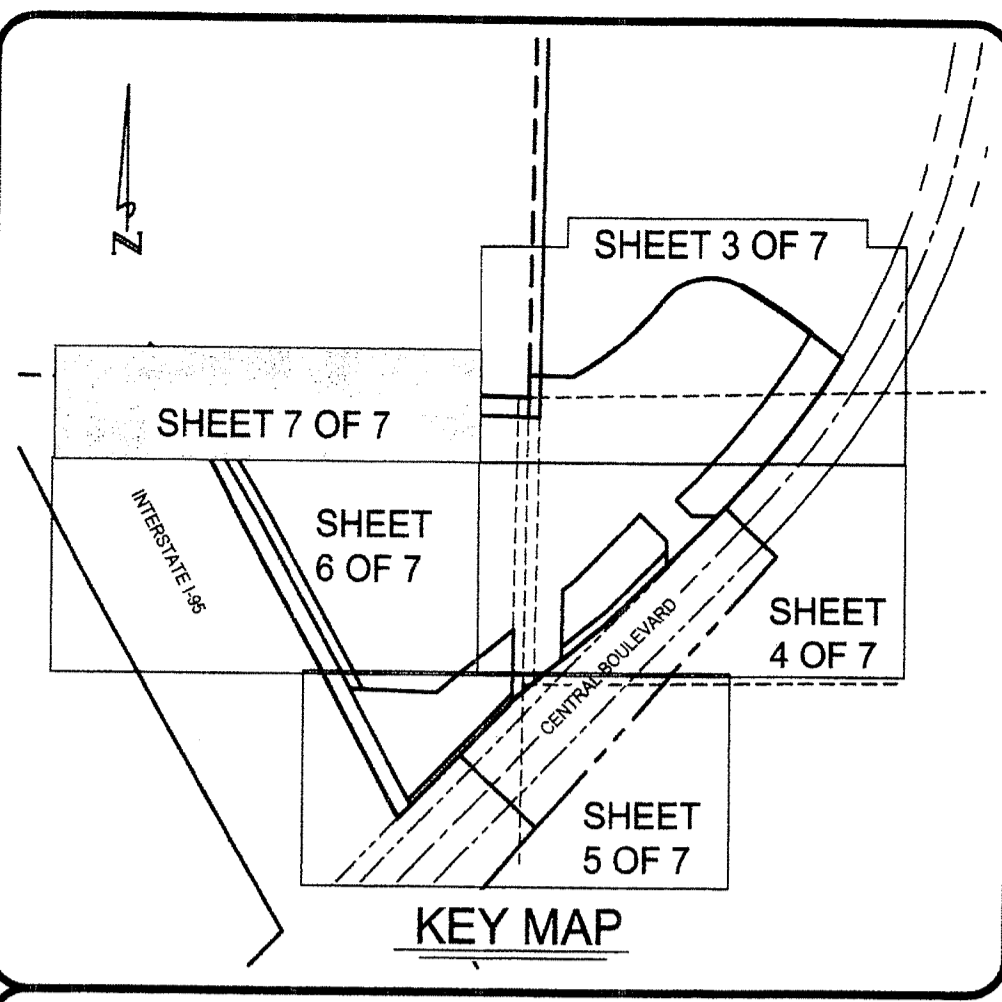 N
SHEET 3 OF 7
SHEET 7 OF 7
INTERSTATE I-95
SHEET
6 OF 7
SHEET
4 OF 7
CENTRAL BOULEVARD
SHEET
5 OF 7
KEY MAP